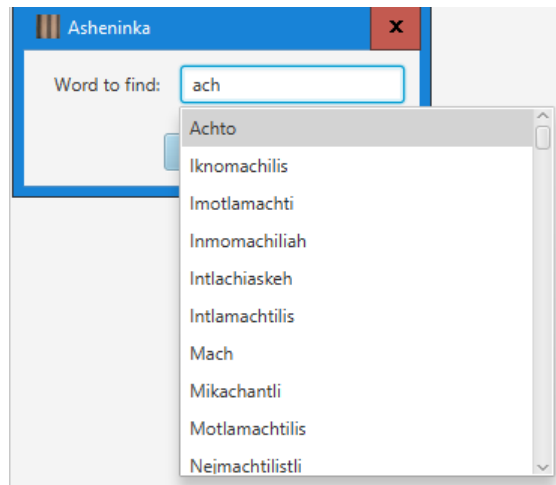 Asheninka x
Word to find: ach
Achto
Iknomachilis
Imotlamachti
Inmomachiliah
Intlachiaskeh
Intlamachtilis
Mach
Mikachantli
Motlamachtilis
Nejmachtilistli